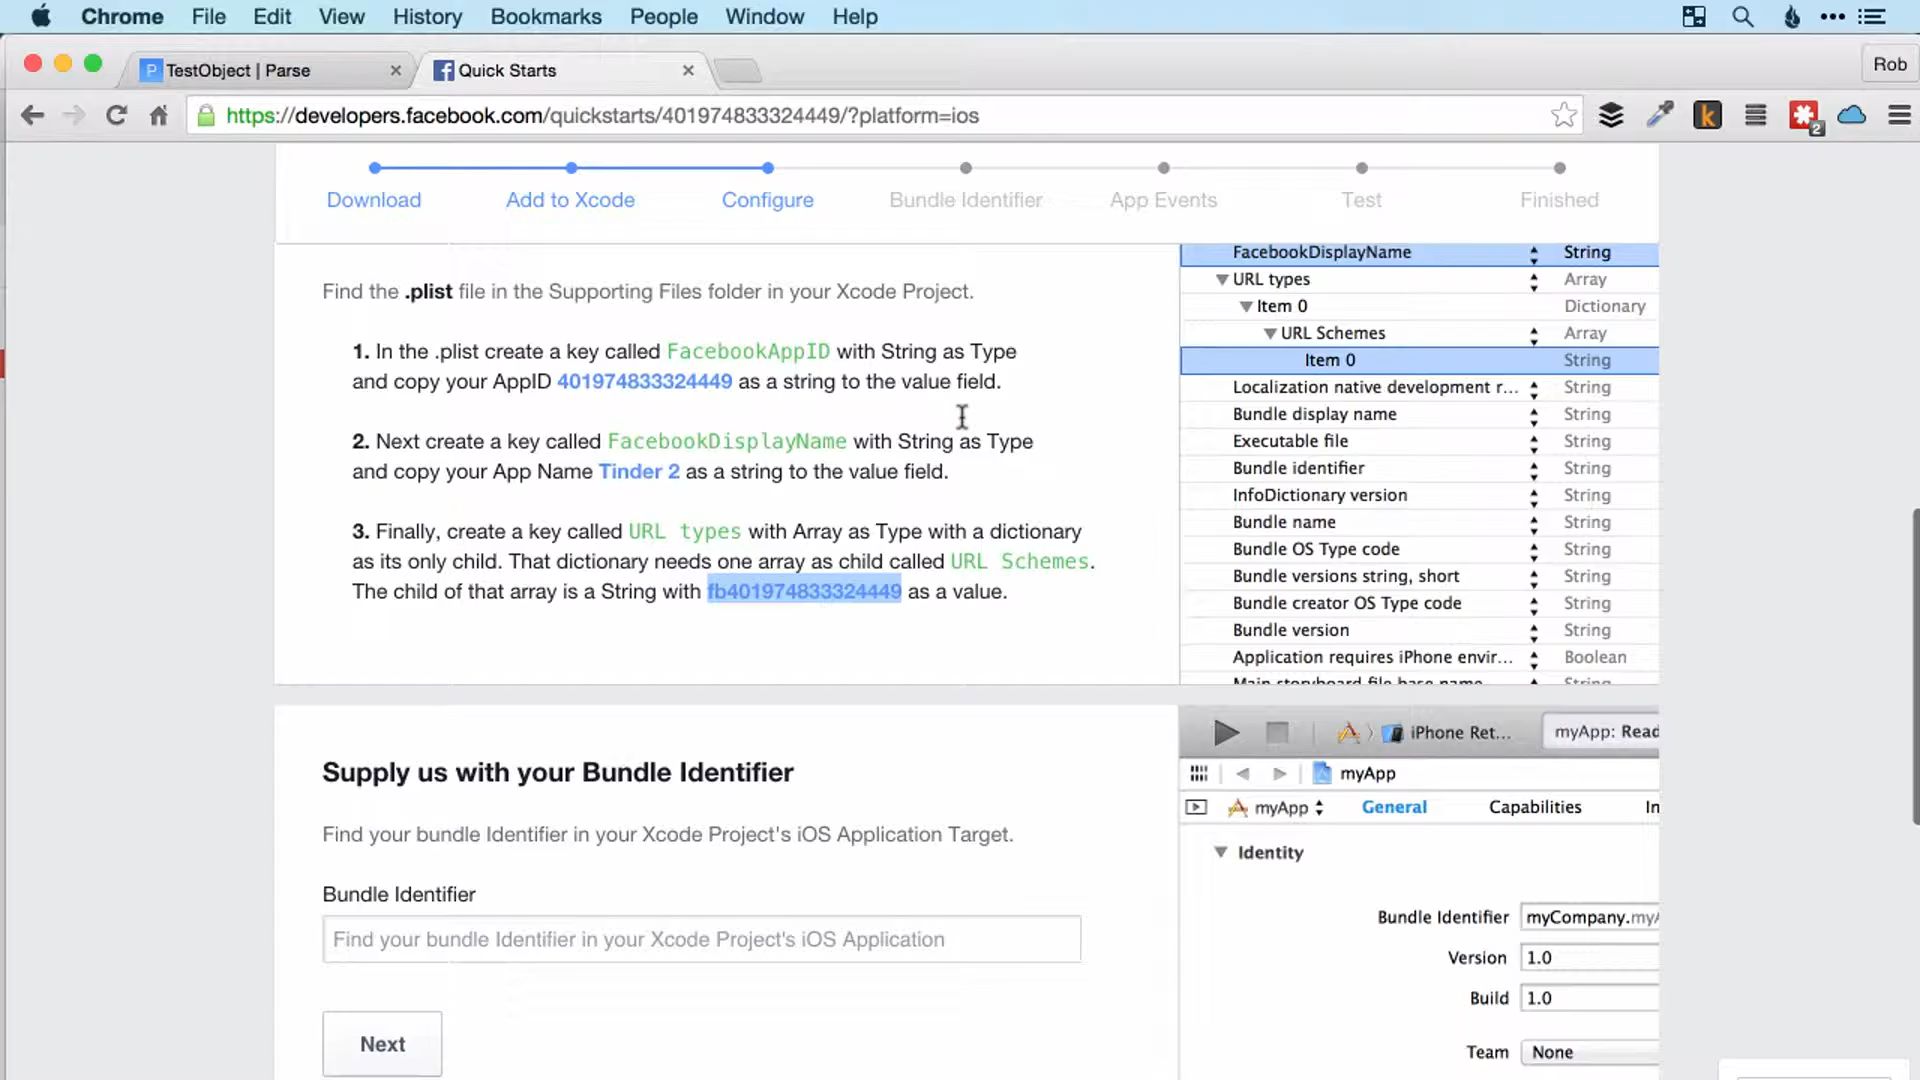 Chrome File Edit View History Bookmarks People Window Help
TestObject | Parse
Quick Starts
Rob
https://developers.facebook.com/quickstarts/401974833324449/?platform=ios
2
Download Add to Xcode Configure Bundle Identifier App Events Test Finished
Find the .plist file in the Supporting Files folder in your Xcode Project.
1. In the .plist create a key called FacebookAppID with String as Type
and copy your AppID 401974833324449 as a string to the value field.
2. Next create a key called FacebookDisplayName with String as Type
and copy your App Name Tinder 2 as a string to the value field.
3. Finally, create a key called URL types with Array as Type with a dictionary
as its only child. That dictionary needs one array as child called URL Schemes.
The child of that array is a String with fb401974833324449 as a value.
FacebookDisplayName String
URL types Array
Item 0 Dictionary
URL Schemes Array
Item 0 String
Localization native development r... String
Bundle display name String
Executable file String
Bundle identifier String
InfoDictionary version String
Bundle name String
Bundle OS Type code String
Bundle versions string, short String
Bundle creator OS Type code String
Bundle version String
Application requires iPhone envir... Boolean
Main storyboard file base name String
Supply us with your Bundle Identifier
Find your bundle Identifier in your Xcode Project's iOS Application Target.
Bundle Identifier
Find your bundle Identifier in your Xcode Project's iOS Application
Next
iPhone Ret... myApp: Read
myApp
myApp General Capabilities In
Identity
Bundle Identifier myCompany.my
Version 1.0
Build 1.0
Team None